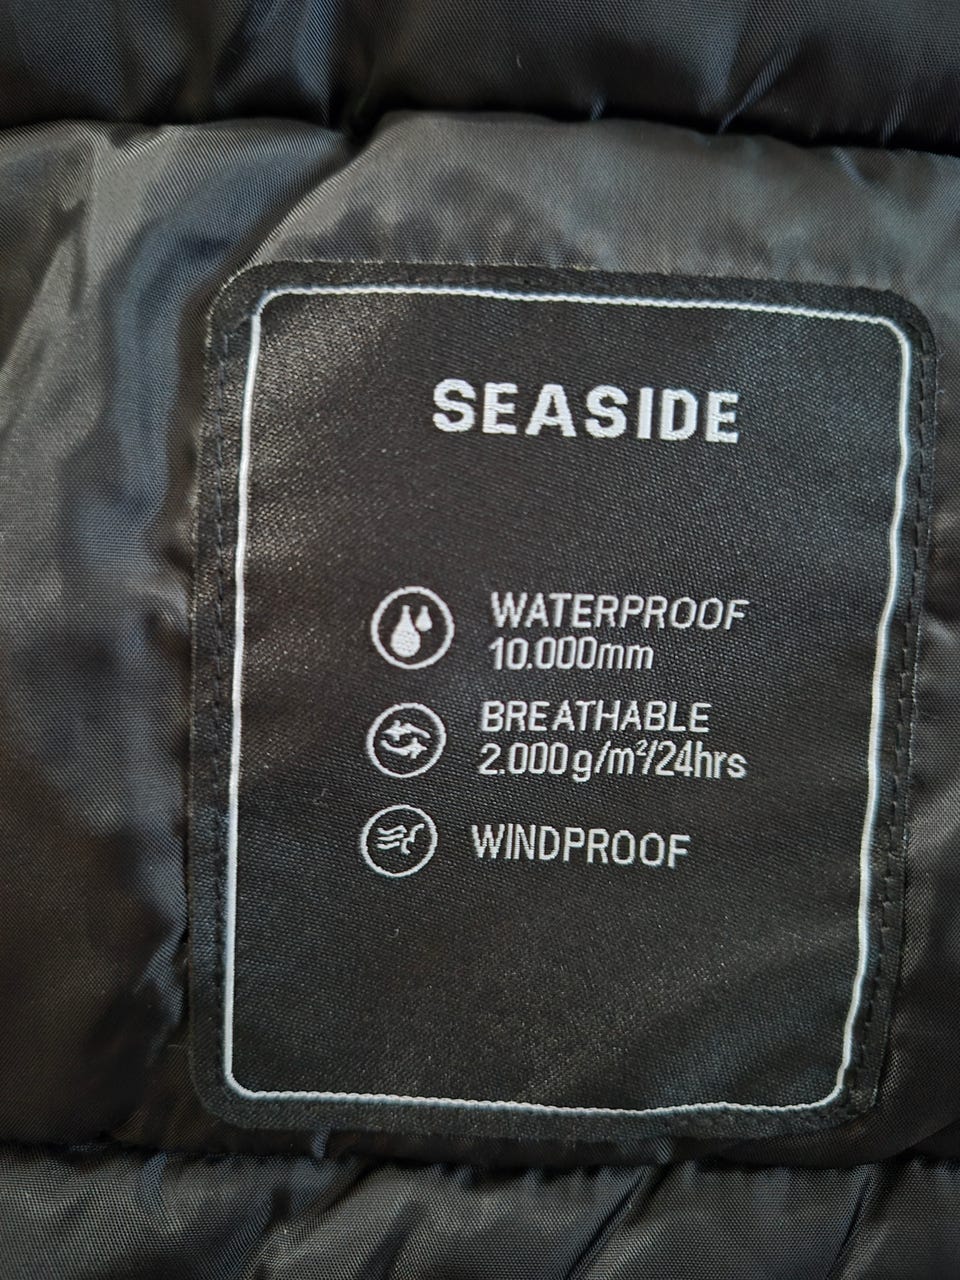 SEASIDE
WATERPROOF
10.000mm
BREATHABLE
2.000g/m²/24hrs
WINDPROOF